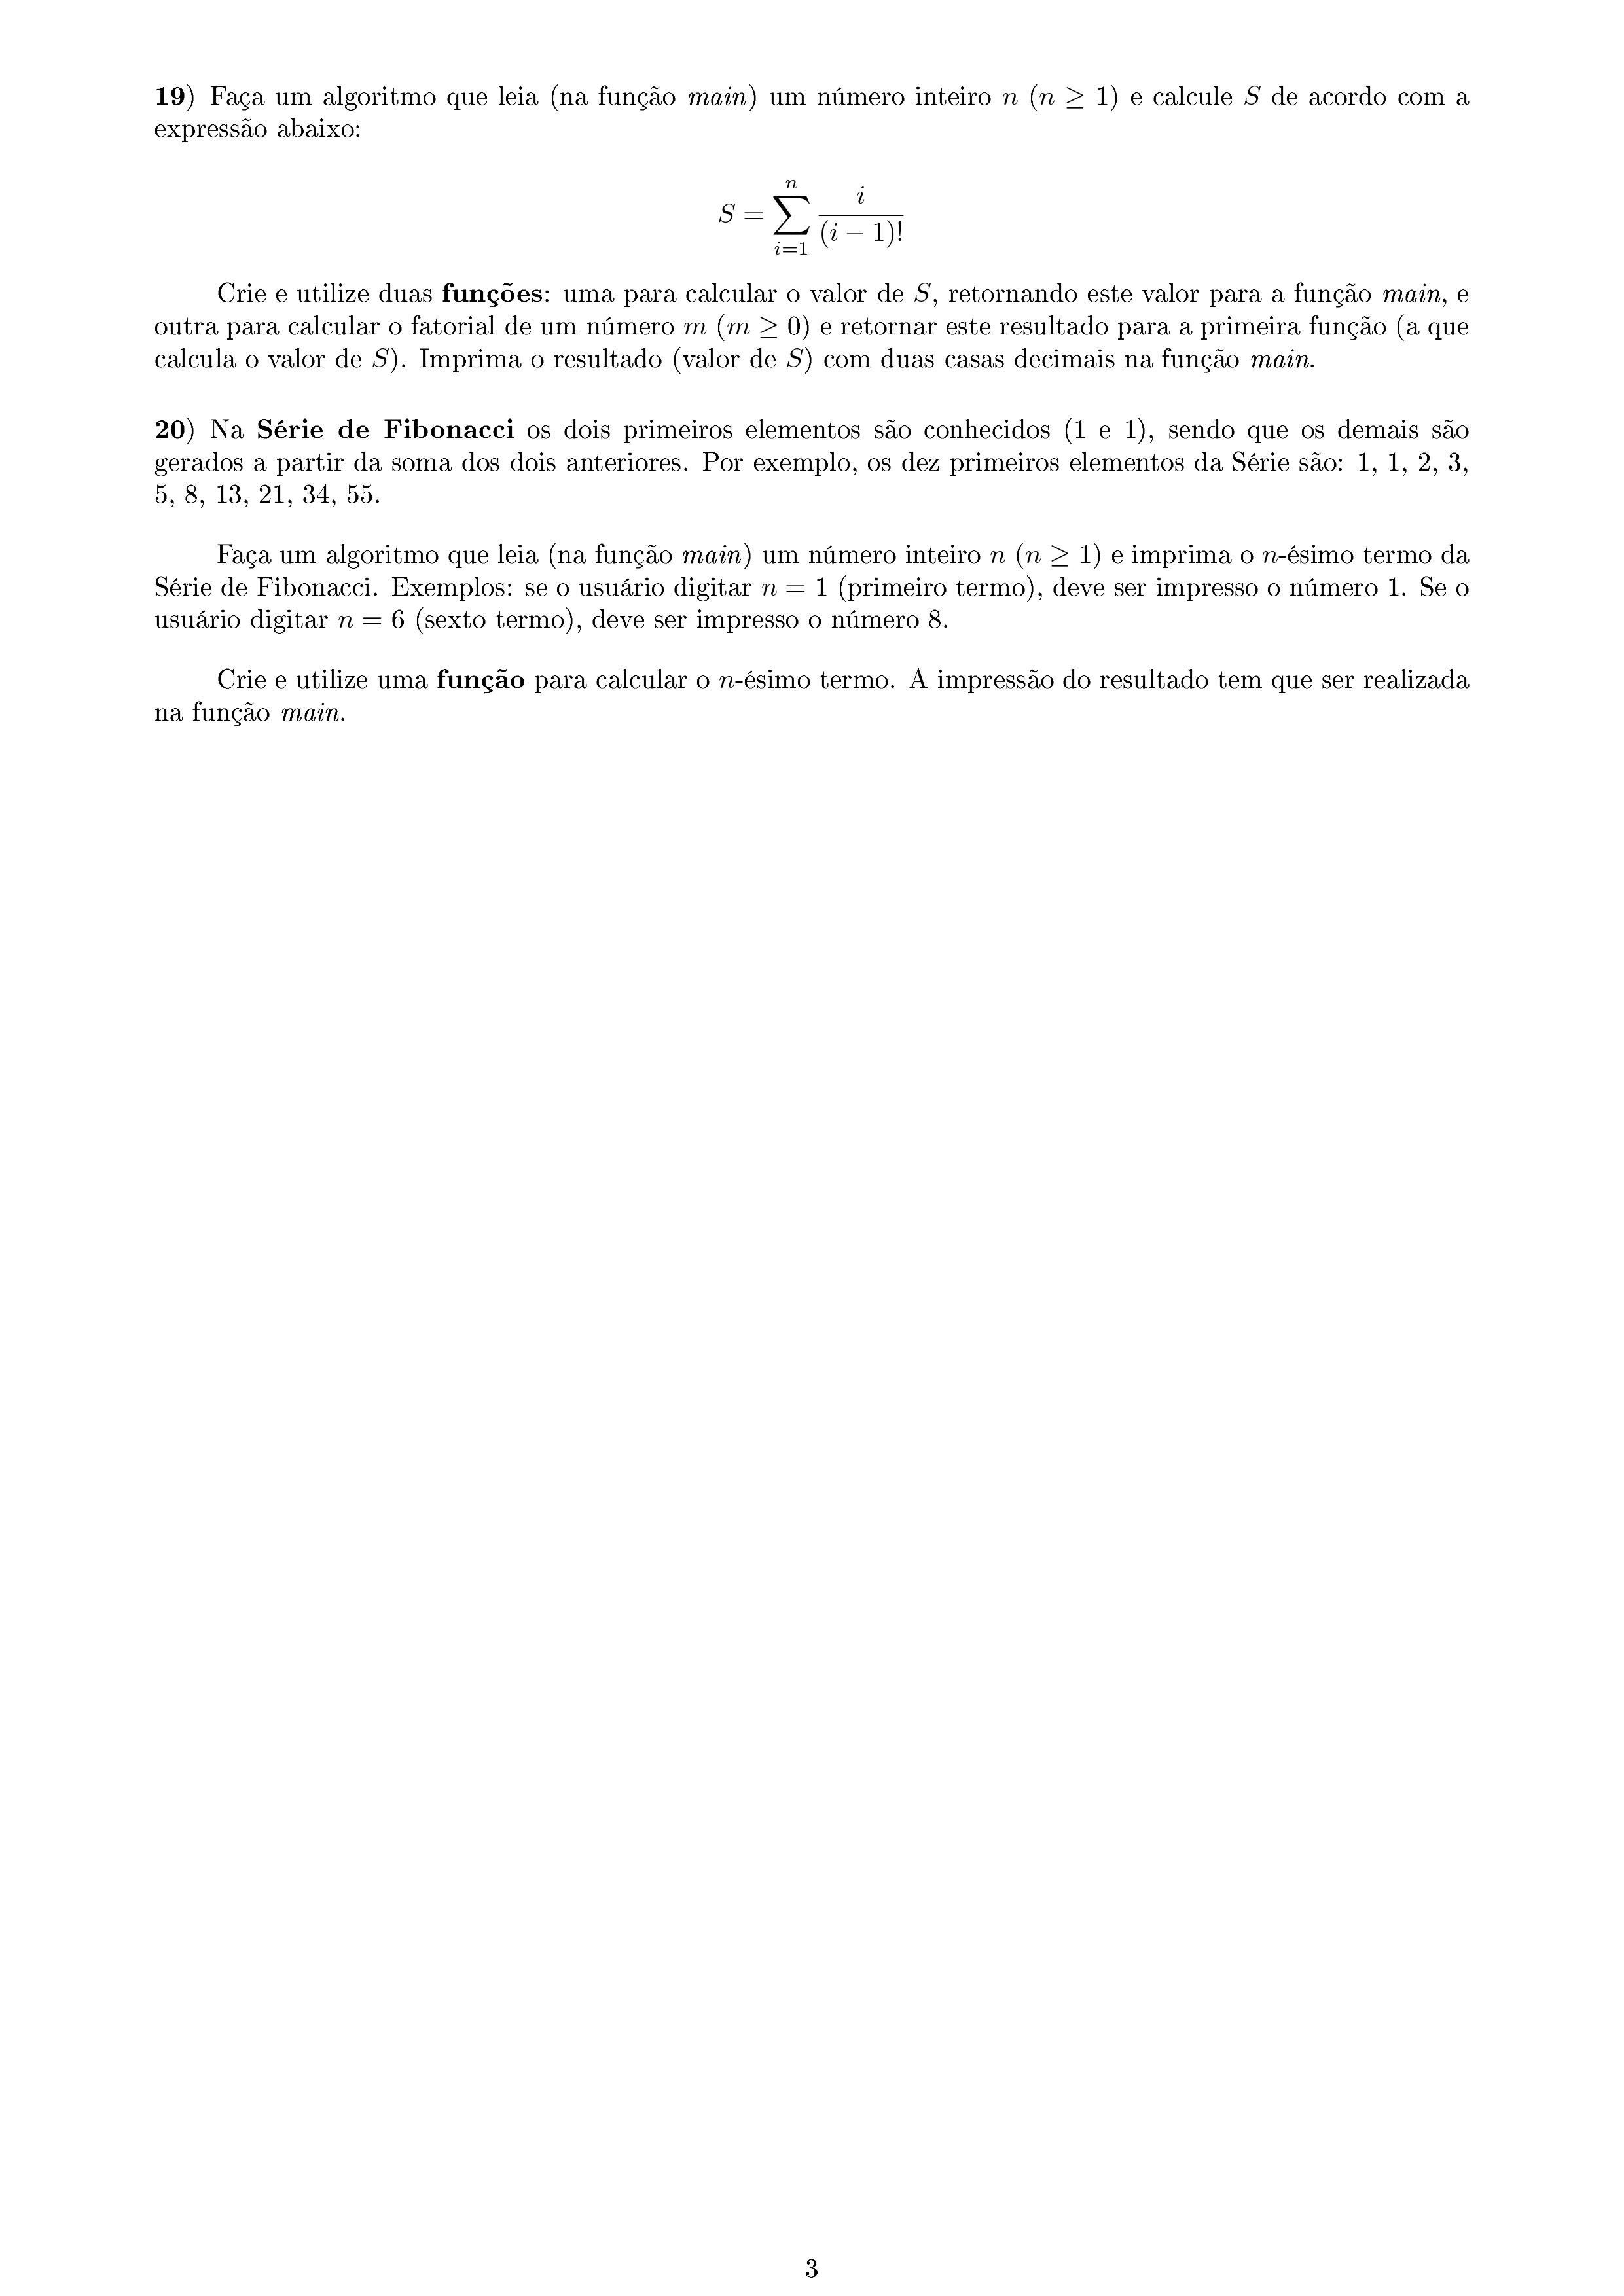 19) Faça um algoritmo que leia (na função main) um número inteiro n (n ≥ 1) e calcule S de acordo com a
expressão abaixo:
S = \sum_{i=1}^{n} \frac{i}{(i − 1)!}
Crie e utilize duas funções: uma para calcular o valor de S, retornando este valor para a função main, e
outra para calcular o fatorial de um número m (m ≥ 0) e retornar este resultado para a primeira função (a que
calcula o valor de S). Imprima o resultado (valor de S) com duas casas decimais na função main.
20) Na Série de Fibonacci os dois primeiros elementos são conhecidos (1 e 1), sendo que os demais são
gerados a partir da soma dos dois anteriores. Por exemplo, os dez primeiros elementos da Série são: 1, 1, 2, 3,
5, 8, 13, 21, 34, 55.
Faça um algoritmo que leia (na função main) um número inteiro n (n ≥ 1) e imprima o n-ésimo termo da
Série de Fibonacci. Exemplos: se o usuário digitar n = 1 (primeiro termo), deve ser impresso o número 1. Se o
usuário digitar n = 6 (sexto termo), deve ser impresso o número 8.
Crie e utilize uma função para calcular o n-ésimo termo. A impressão do resultado tem que ser realizada
na função main.
3